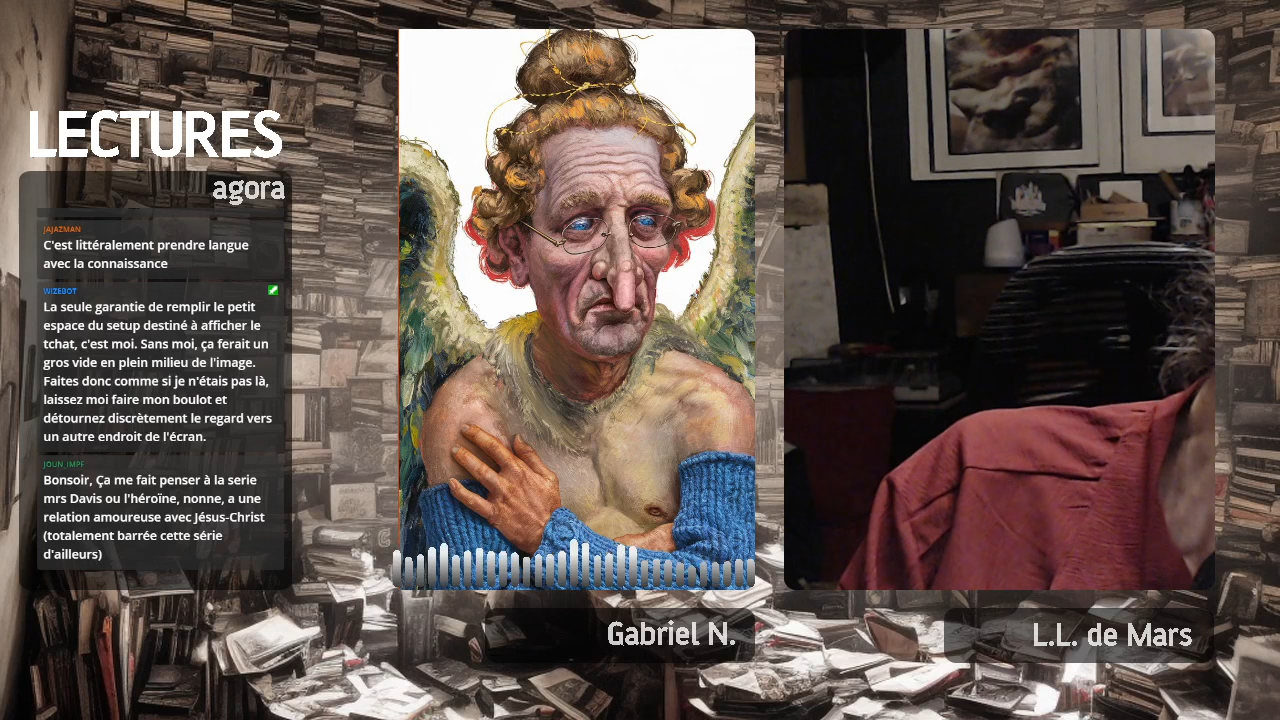 LECTURES
agora
JAJAZMAN
C'est littéralement prendre langue
avec la connaissance
WIZEBOT
La seule garantie de remplir le petit
espace du setup destiné à afficher le
tchat, c'est moi. Sans moi, ça ferait un
gros vide en plein milieu de l'image.
Faites donc comme si je n'étais pas là,
laissez moi faire mon boulot et
détournez discrètement le regard vers
un autre endroit de l'écran.
JOUN_IMPF
Bonsoir, Ça me fait penser à la serie
mrs Davis ou l'héroïne, nonne, a une
relation amoureuse avec Jésus-Christ
(totalement barrée cette série
d'ailleurs)
Gabriel N.
L.L. de Mars